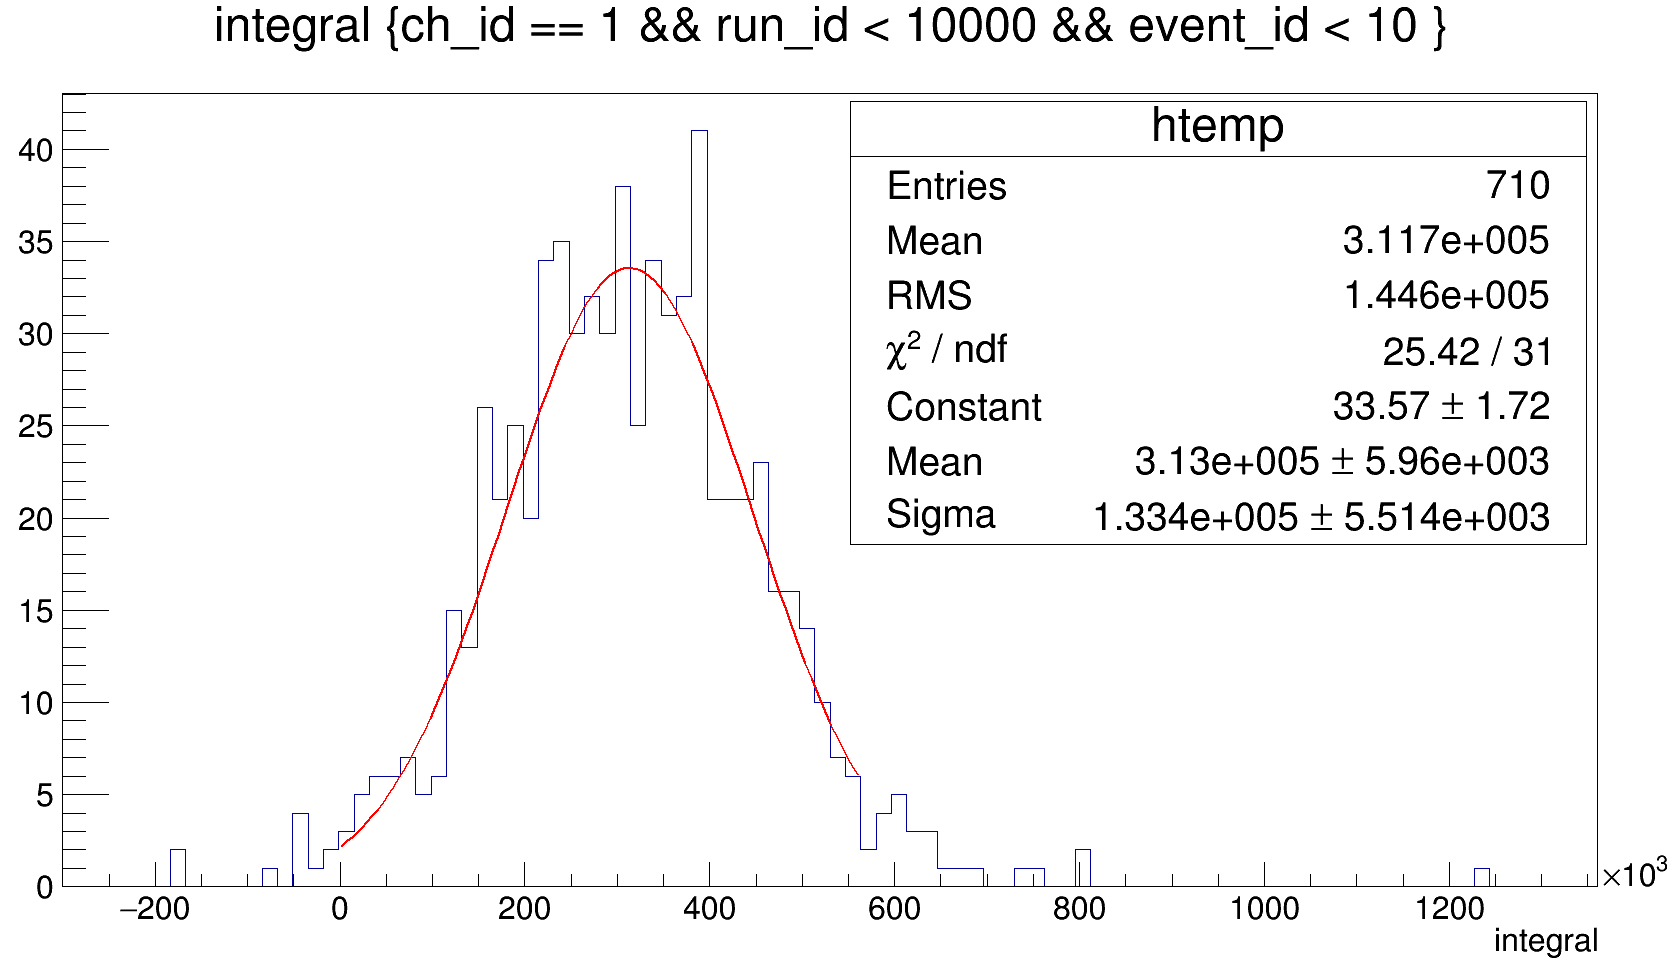 integral {ch_id == 1 && run_id < 10000 && event_id < 10 }
htemp
Entries 710
Mean 3.117e+005
RMS 1.446e+005
χ² / ndf 25.42 / 31
Constant 33.57 ± 1.72
Mean 3.13e+005 ± 5.96e+003
Sigma 1.334e+005 ± 5.514e+003
40
35
30
25
20
15
10
5
0
−200 0 200 400 600 800 1000 1200 ×10³
integral